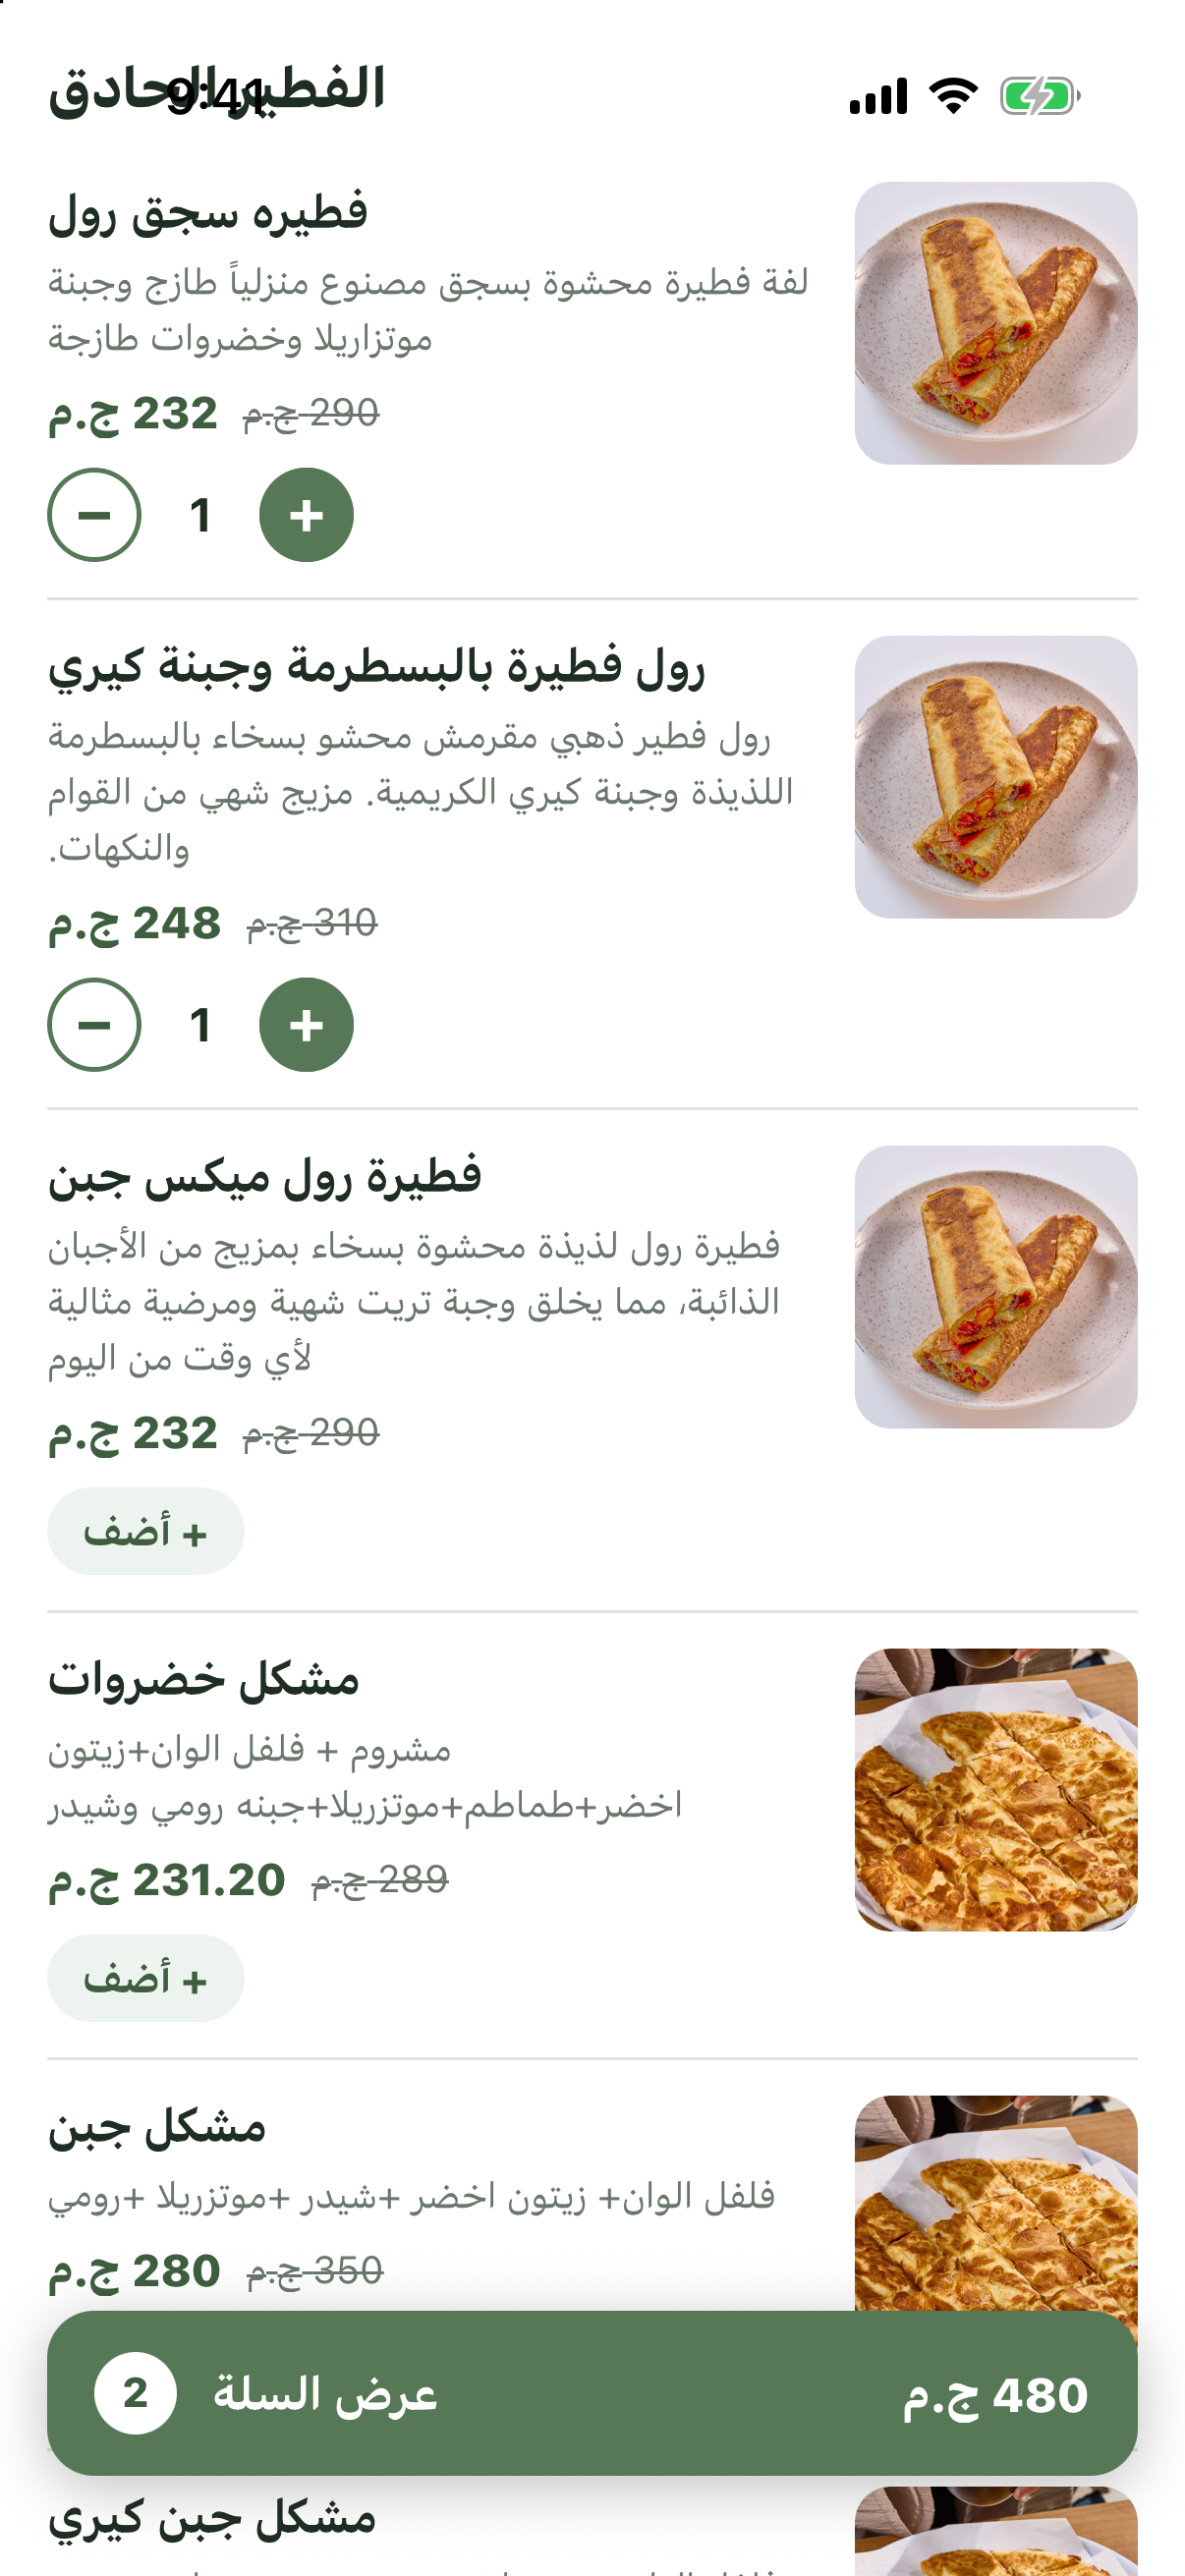 9:41
الفطير الحادق
فطيره سجق رول
لفة فطيرة محشوة بسجق مصنوع منزلياً طازج وجبنة
موتزاريلا وخضروات طازجة
232 ج.م 290 ج.م
− 1 +
رول فطيرة بالبسطرمة وجبنة كيري
رول فطير ذهبي مقرمش محشو بسخاء بالبسطرمة
اللذيذة وجبنة كيري الكريمية. مزيج شهي من القوام
والنكهات.
248 ج.م 310 ج.م
− 1 +
فطيرة رول ميكس جبن
فطيرة رول لذيذة محشوة بسخاء بمزيج من الأجبان
الذائبة، مما يخلق وجبة تريت شهية ومرضية مثالية
لأي وقت من اليوم
232 ج.م 290 ج.م
+ أضف
مشكل خضروات
مشروم + فلفل الوان+زيتون
اخضر+طماطم+موتزريلا+جبنه رومي وشيدر
231.20 ج.م 289 ج.م
+ أضف
مشكل جبن
فلفل الوان+ زيتون اخضر +شيدر +موتزريلا +رومي
280 ج.م 350 ج.م
2 عرض السلة 480 ج.م
مشكل جبن كيري